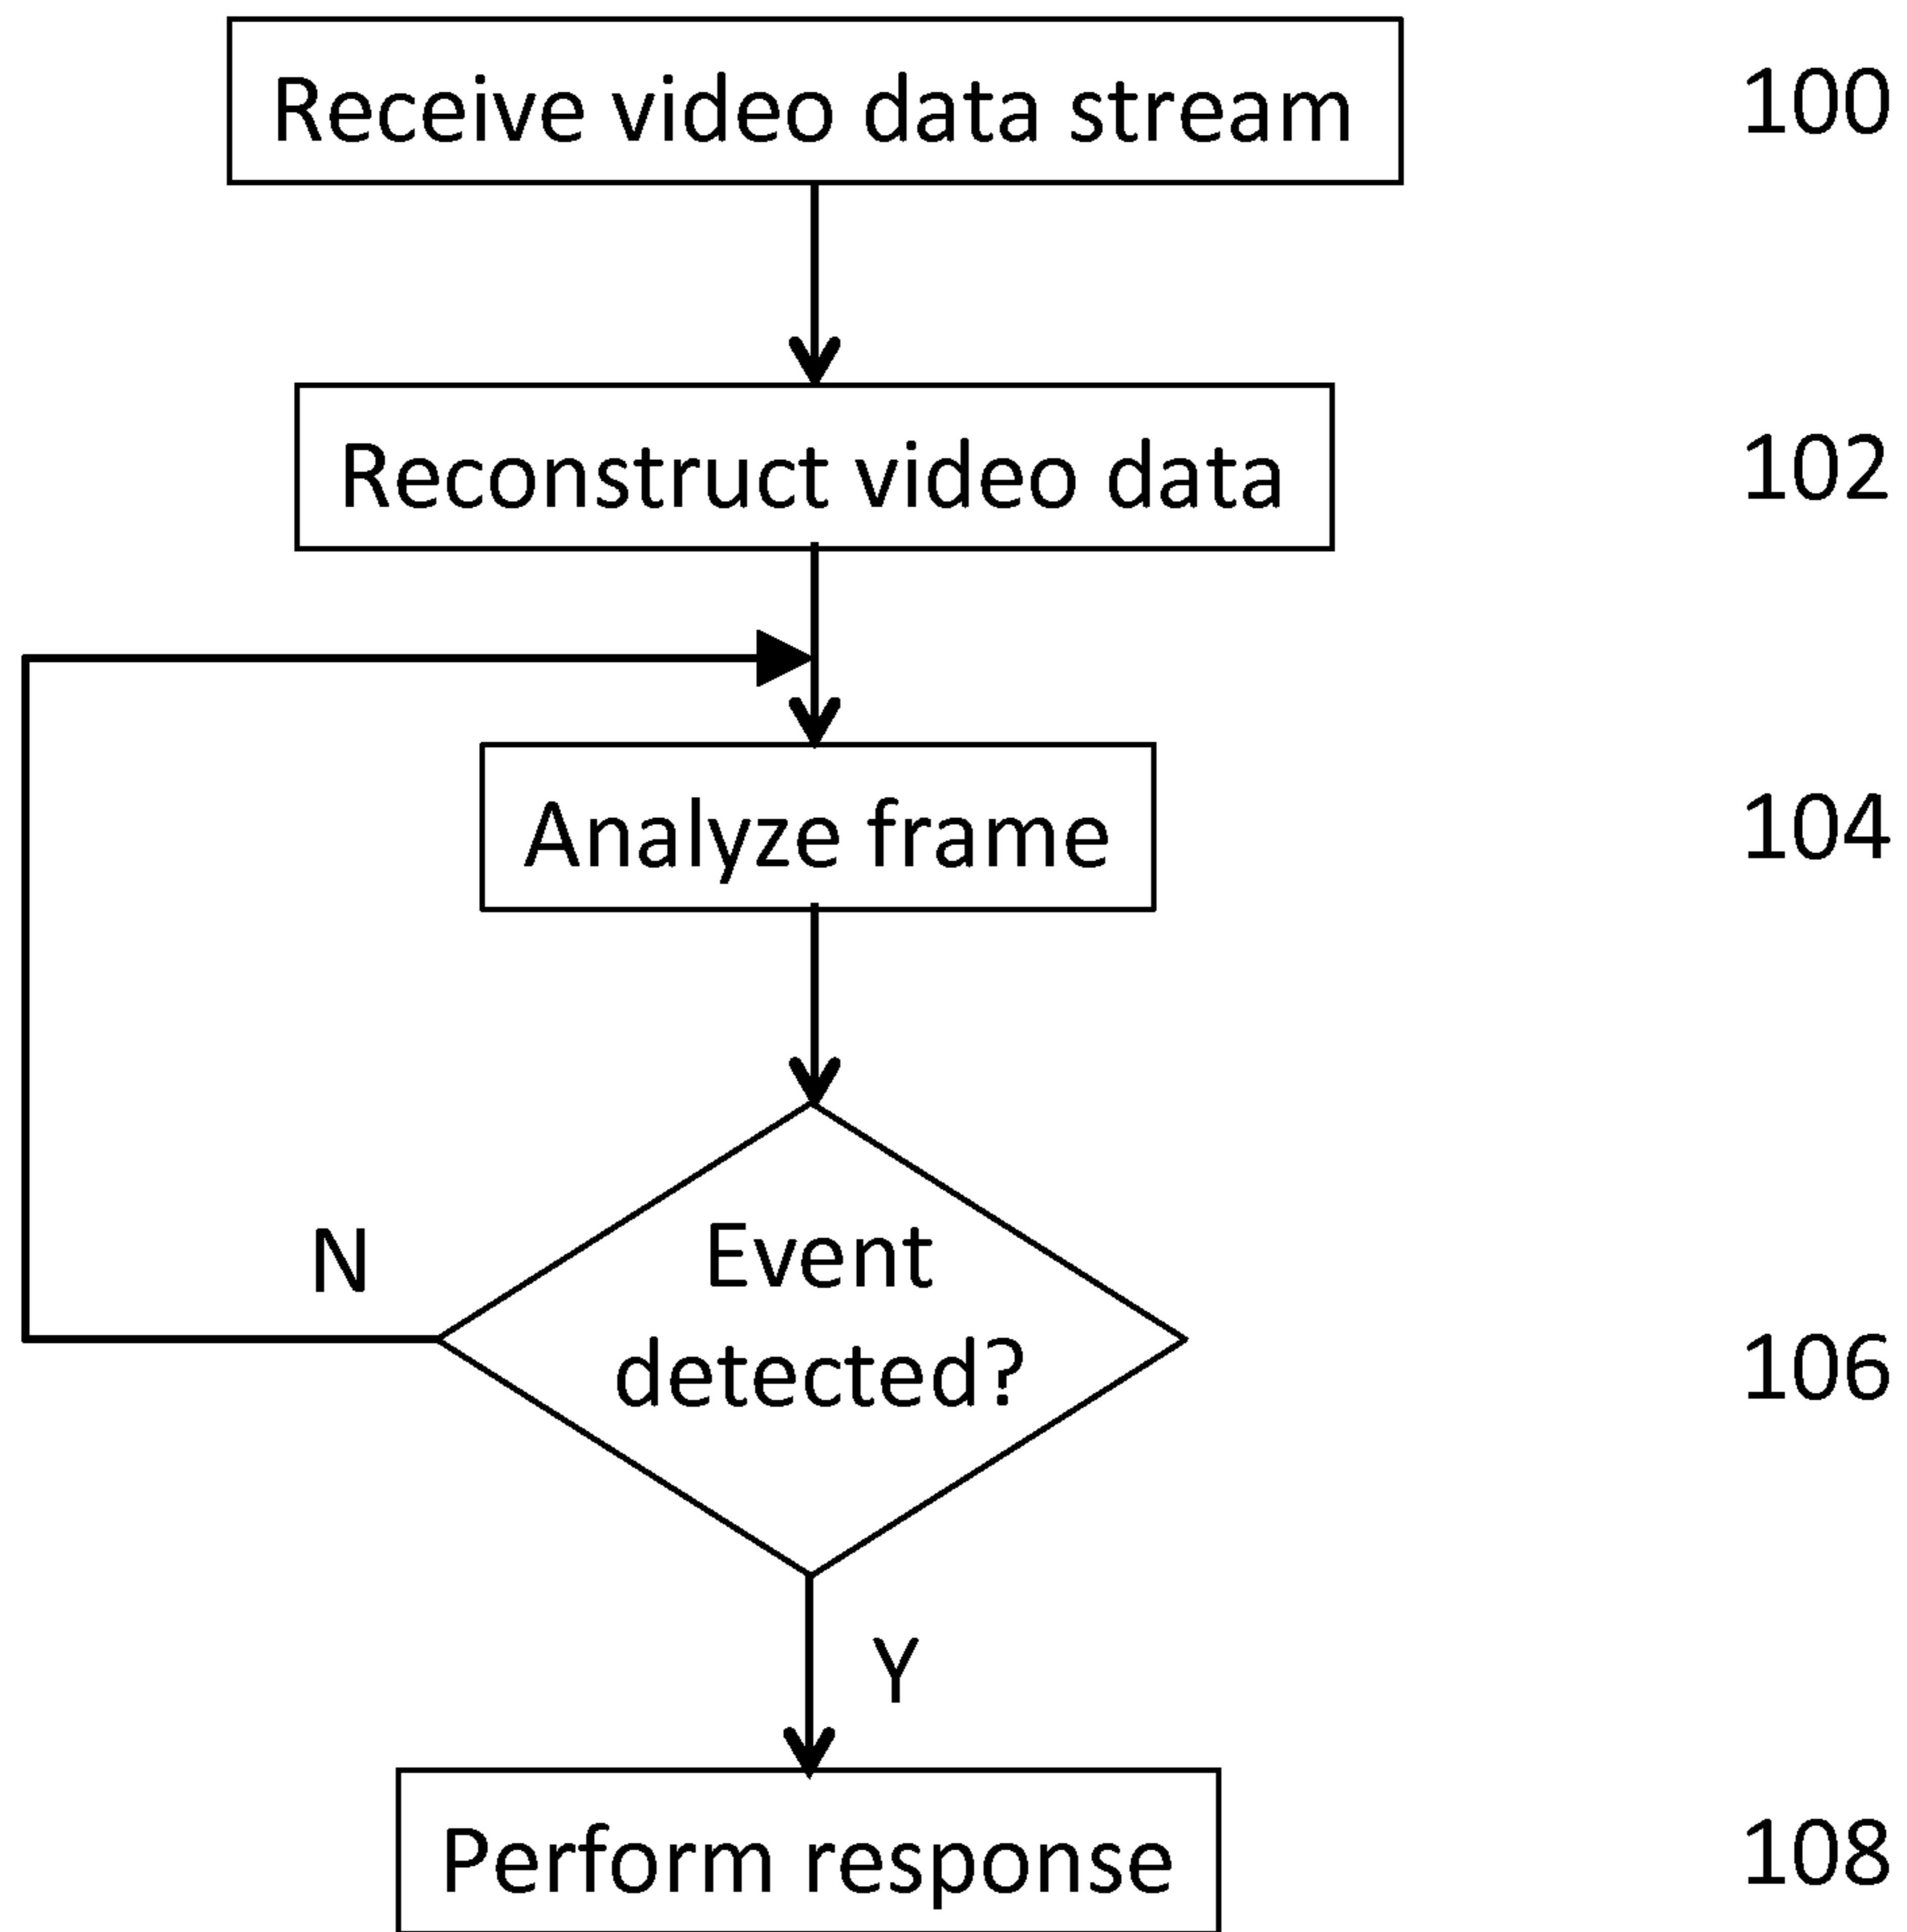 Receive video data stream 100
Reconstruct video data 102
Analyze frame 104
N
Event
detected?
106
Y
Perform response 108